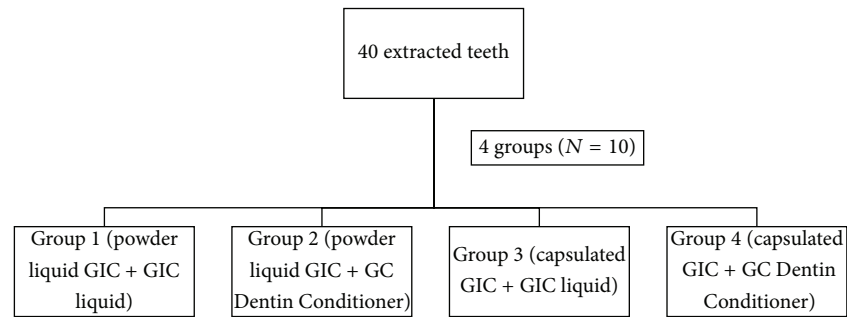 40 extracted teeth
4 groups (N = 10)
Group 1 (powder
liquid GIC + GIC
liquid)
Group 2 (powder
liquid GIC + GC
Dentin Conditioner)
Group 3 (capsulated
GIC + GIC liquid)
Group 4 (capsulated
GIC + GC Dentin
Conditioner)